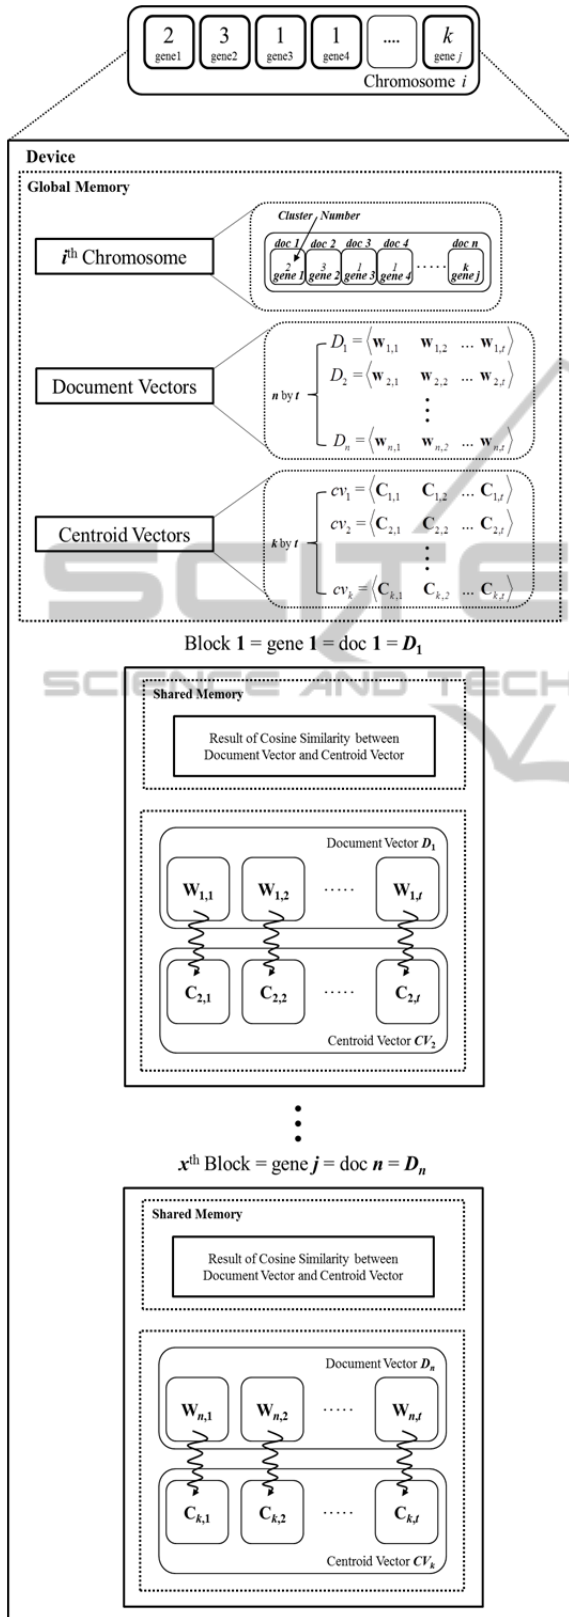 2 3 1 1 .... k
gene1 gene2 gene3 gene4 gene j
Chromosome i
Device
Global Memory
Cluster Number
doc 1 doc 2 doc 3 doc 4 doc n
ith Chromosome
2 3 1 1 ..... k
gene 1 gene 2 gene 3 gene 4 gene j
D1 = ⟨w1,1 w1,2 ... w1,t⟩
Document Vectors
D2 = ⟨w2,1 w2,2 ... w2,t⟩
n by t
Dn = ⟨wn,1 wn,2 ... wn,t⟩
cv1 = ⟨C1,1 C1,2 ... C1,t⟩
Centroid Vectors
cv2 = ⟨C2,1 C2,2 ... C2,t⟩
k by t
cvk = ⟨Ck,1 Ck,2 ... Ck,t⟩
SCITE
Block 1 = gene 1 = doc 1 = D1
SCIENCE AND TECH
Shared Memory
Result of Cosine Similarity between
Document Vector and Centroid Vector
Document Vector D1
W1,1 W1,2 ..... W1,t
C2,1 C2,2 ..... C2,t
Centroid Vector CV2
xth Block = gene j = doc n = Dn
Shared Memory
Result of Cosine Similarity between
Document Vector and Centroid Vector
Document Vector Dn
Wn,1 Wn,2 ..... Wn,t
Ck,1 Ck,2 ..... Ck,t
Centroid Vector CVk